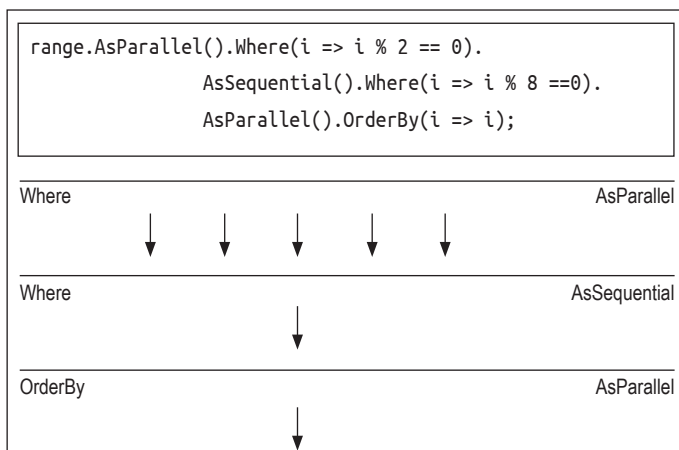 range.AsParallel().Where(i => i % 2 == 0).
AsSequential().Where(i => i % 8 ==0).
AsParallel().OrderBy(i => i);
Where AsParallel
Where AsSequential
OrderBy AsParallel